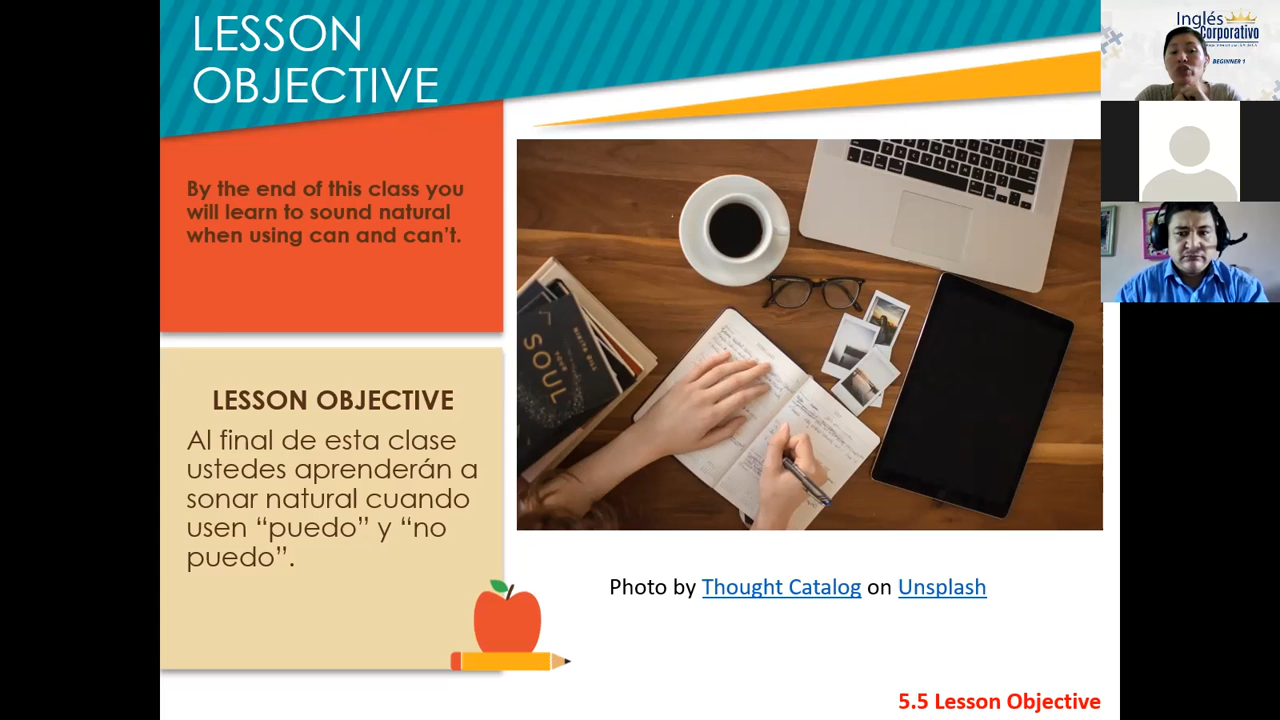 LESSON
OBJECTIVE
By the end of this class you
will learn to sound natural
when using can and can't.
LESSON OBJECTIVE
Al final de esta clase
ustedes aprenderán a
sonar natural cuando
usen “puedo” y “no
puedo”.
SOUL
Photo by Thought Catalog on Unsplash
5.5 Lesson Objective
Inglés
Corporativo
BEGINNER 1